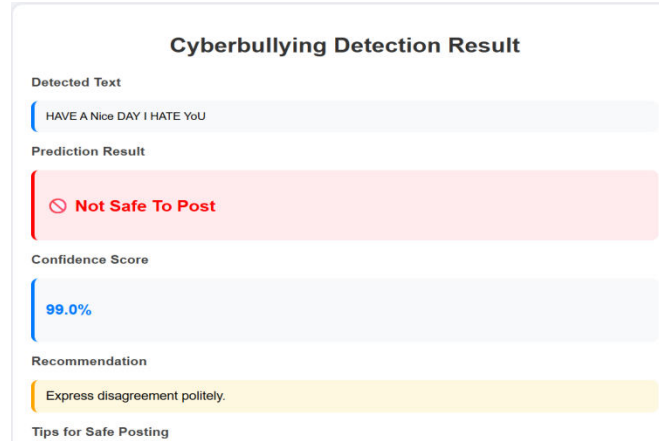 Cyberbullying Detection Result
Detected Text
HAVE A Nice DAY I HATE YoU
Prediction Result
Not Safe To Post
Confidence Score
99.0%
Recommendation
Express disagreement politely.
Tips for Safe Posting